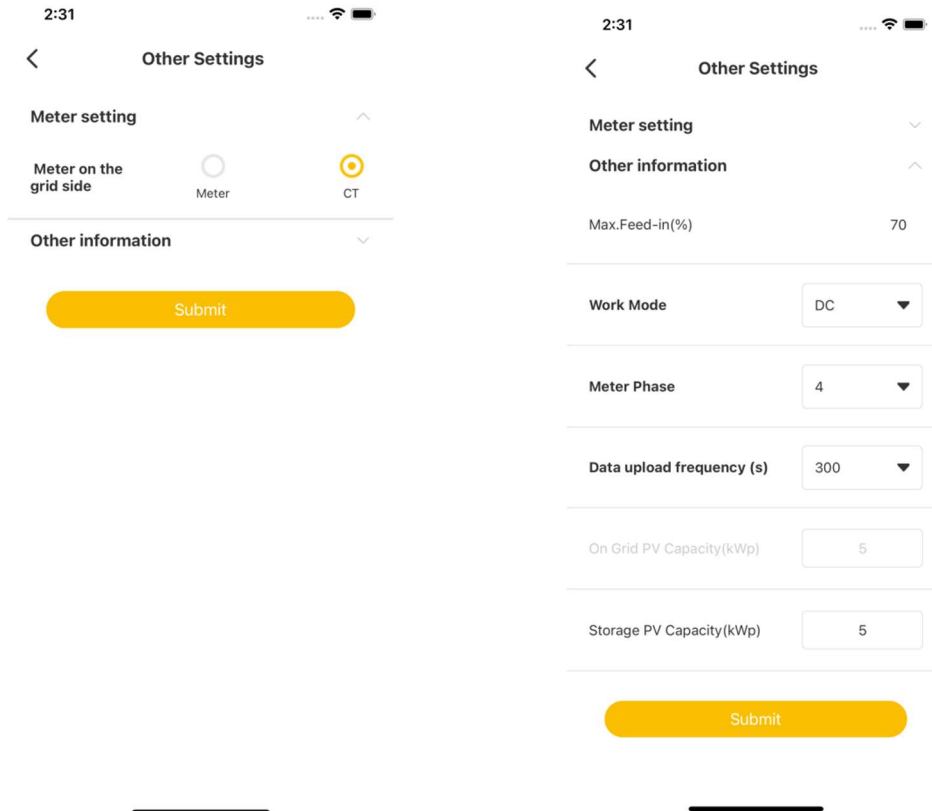 2:31
Other Settings
Meter setting
Meter on the
grid side
Meter
CT
Other information
Submit
2:31
Other Settings
Meter setting
Other information
Max.Feed-in(%) 70
Work Mode DC
Meter Phase 4
Data upload frequency (s) 300
On Grid PV Capacity(kWp) 5
Storage PV Capacity(kWp) 5
Submit